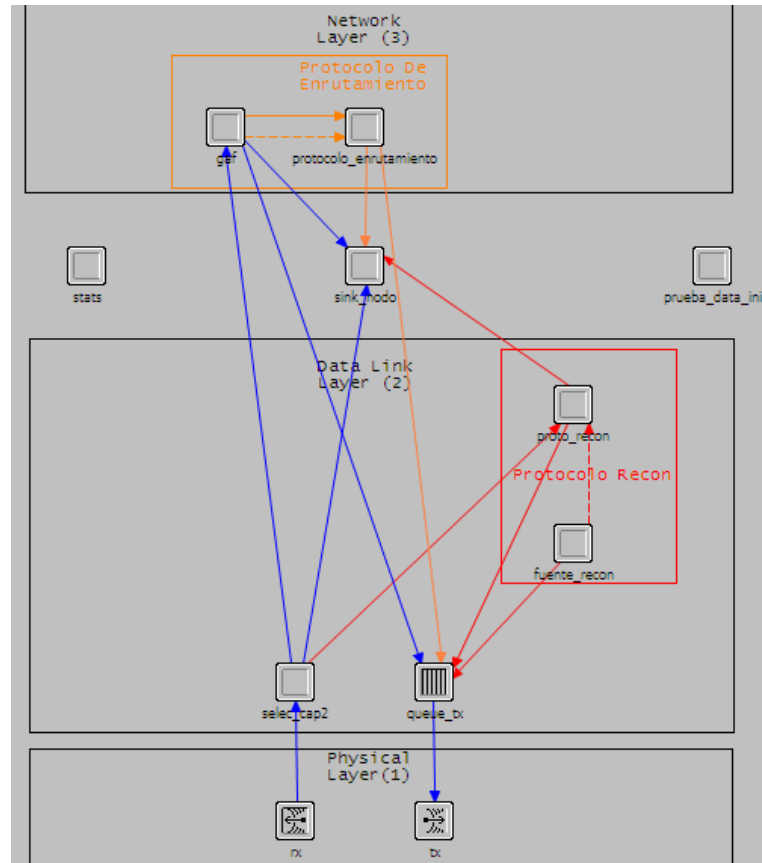 Network
Layer (3)
Protocolo De
Enrutamiento
gaf
protocolo_enrutamiento
stats
sink_nodo
prueba_data_ini
Data Link
Layer (2)
proto_recon
Protocolo Recon
fuente_recon
selec_cap2
queue_tx
Physical
Layer(1)
rx
tx